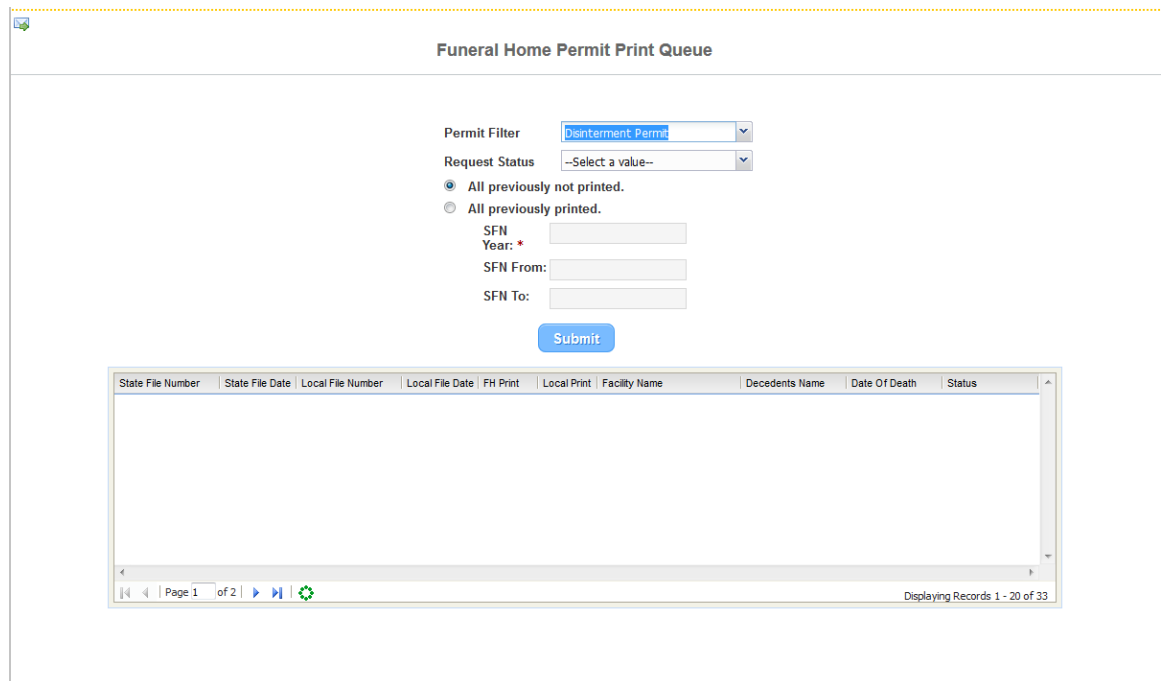 Funeral Home Permit Print Queue
Permit Filter Disinterment Permit
Request Status --Select a value--
All previously not printed.
All previously printed.
SFN
Year: *
SFN From:
SFN To:
Submit
State File Number State File Date Local File Number Local File Date FH Print Local Print Facility Name Decedents Name Date Of Death Status
Page 1 of 2 Displaying Records 1 - 20 of 33